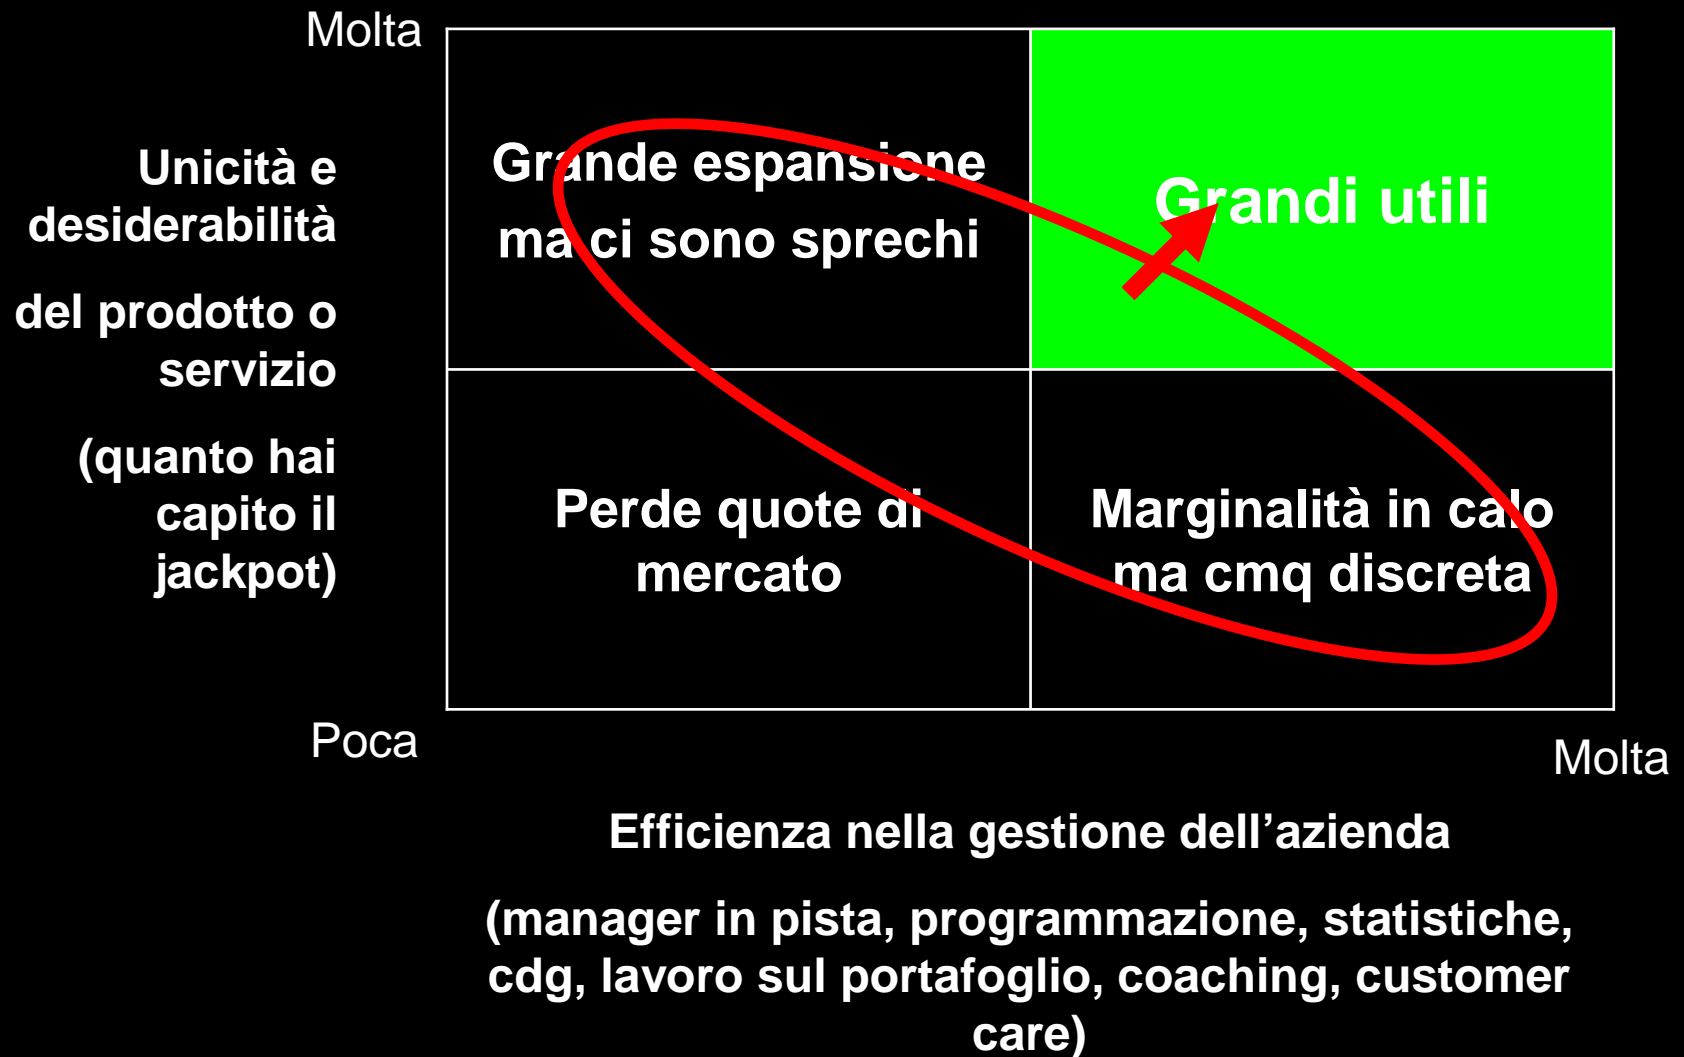 Molta
Unicità e
desiderabilità
del prodotto o
servizio
(quanto hai
capito il
jackpot)
Grande espansione
ma ci sono sprechi
Grandi utili
Perde quote di
mercato
Marginalità in calo
ma cmq discreta
Poca
Molta
Efficienza nella gestione dell’azienda
(manager in pista, programmazione, statistiche,
cdg, lavoro sul portafoglio, coaching, customer
care)